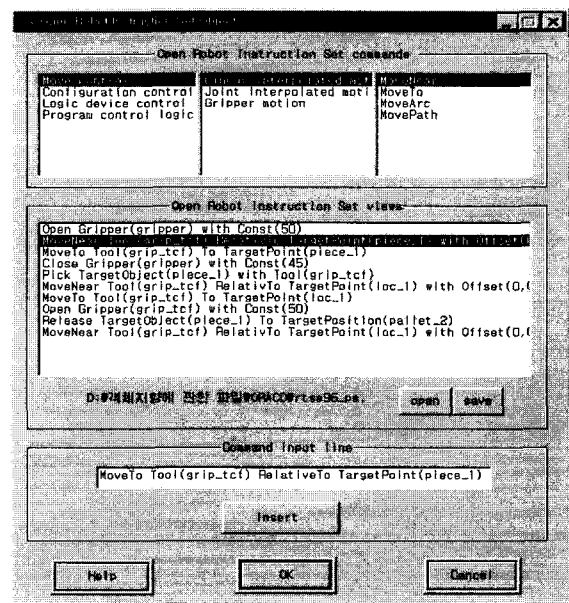 Open Robot Instruction Set commands
Configuration control
Logic device control
Program control logic
Joint Interpolated moti
Gripper motion
MoveNear
MoveTo
MoveArc
MovePath
Open Robot Instruction Set views
Open Gripper(gripper) with Const(50)
with Offset(0
MoveTo Tool(grip_tcf) To TargetPoint(piece_1)
Close Gripper(gripper) with Const(45)
Pick TargetObject(piece_1) with Tool(grip_tcf)
MoveNear Tool(grip_tcf) RelativTo TargetPoint(loc_1) with Offset(0,(
MoveTo Tool(grip_tcf) To TargetPoint(loc_1)
Open Gripper(grip_tcf) with Const(50)
Release TargetObject(piece_1) To TargetPosition(pallet_2)
MoveNear Tool(grip_tcf) RelativTo TargetPoint(loc_1) with Offset(0,(
open save
Command input line
MoveTo Tool(grip_tcf) RelativeTo TargetPoint(piece_1)
Insert
Help OK Cancel